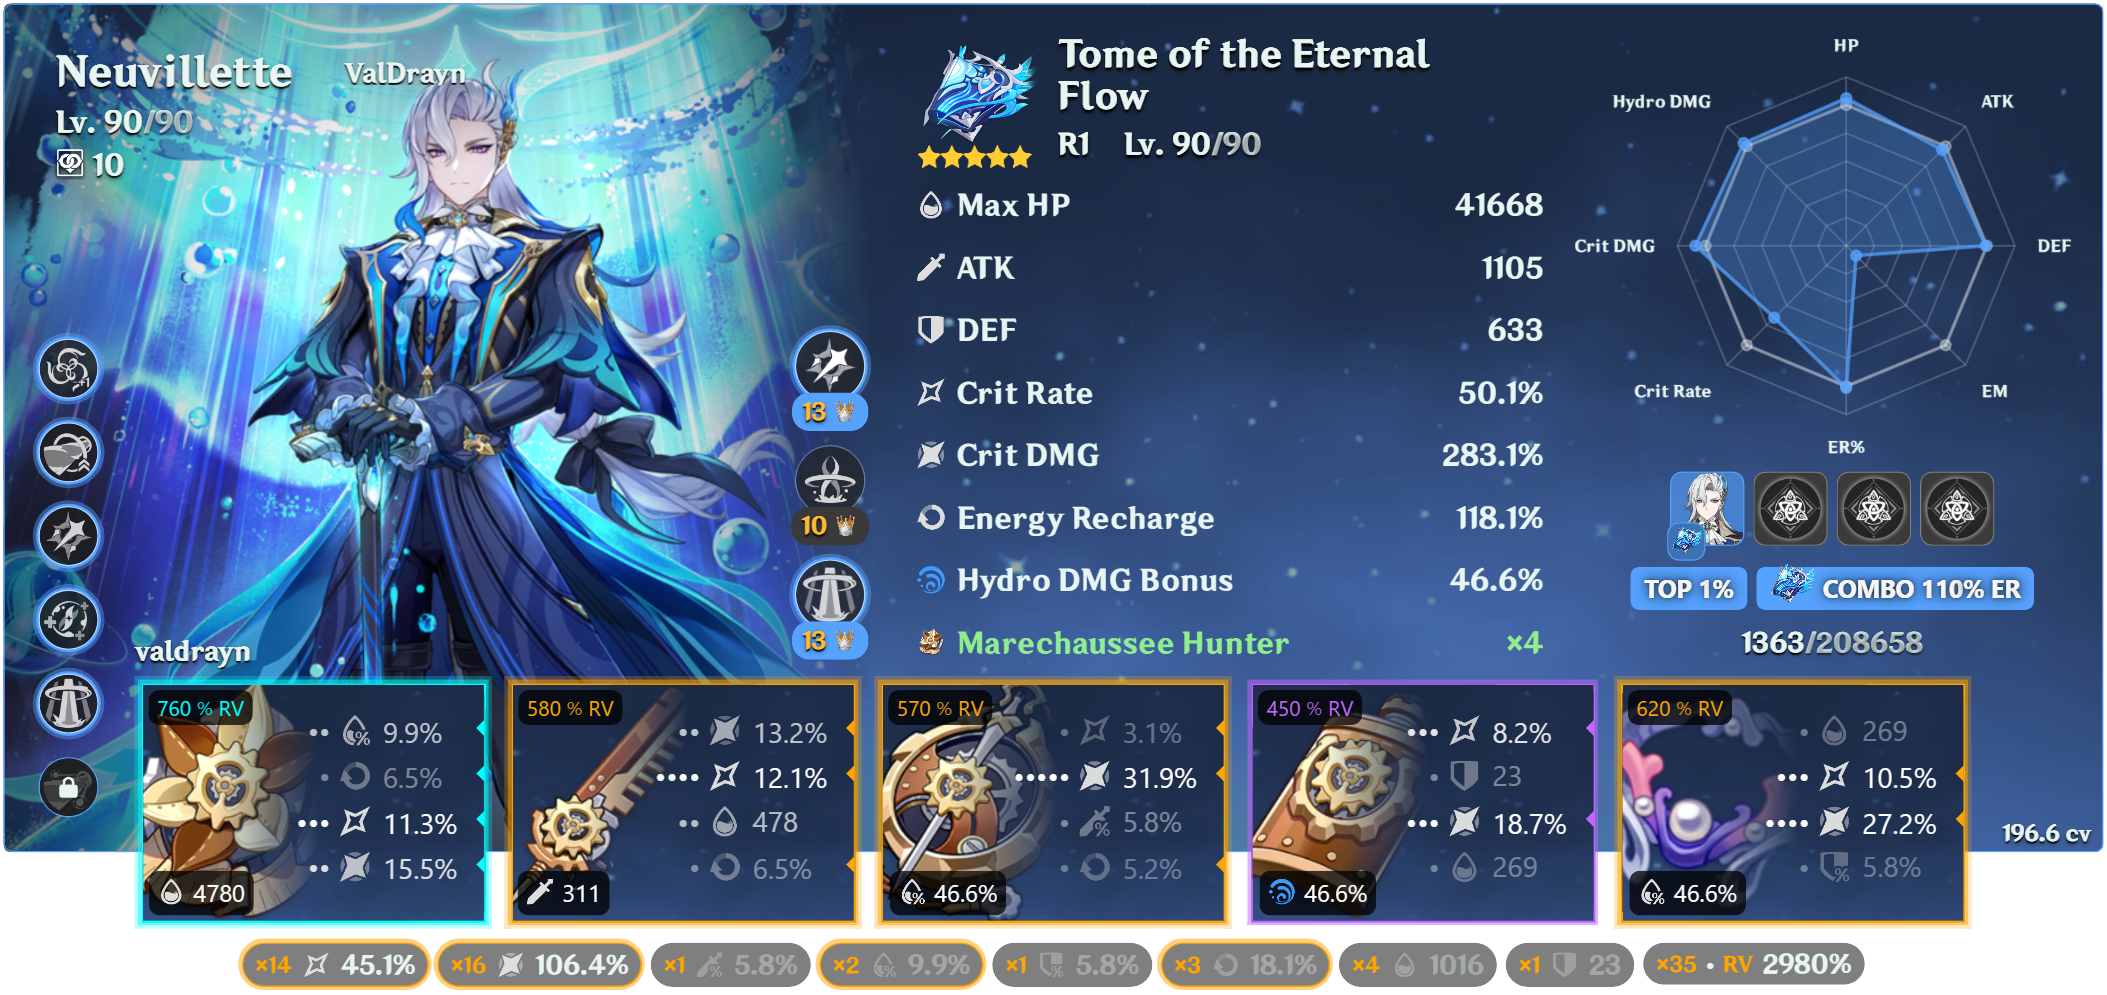 Neuvillette
ValDrayn
Lv. 90/90
10
+1
13
10
13
valdrayn
Tome of the Eternal
Flow
R1 Lv. 90/90
Max HP 41668
ATK 1105
DEF 633
Crit Rate 50.1%
Crit DMG 283.1%
Energy Recharge 118.1%
Hydro DMG Bonus 46.6%
Marechaussee Hunter ×4
HP
ATK
DEF
EM
ER%
Crit Rate
Crit DMG
Hydro DMG
TOP 1%
COMBO 110% ER
1363/208658
760 % RV
9.9%
6.5%
11.3%
15.5%
4780
580 % RV
13.2%
12.1%
478
6.5%
311
570 % RV
3.1%
31.9%
5.8%
5.2%
46.6%
450 % RV
8.2%
23
18.7%
269
46.6%
620 % RV
269
10.5%
27.2%
5.8%
46.6%
196.6 cv
×14 45.1%
×16 106.4%
×1 5.8%
×2 9.9%
×1 5.8%
×3 18.1%
×4 1016
×1 23
×35 • RV 2980%